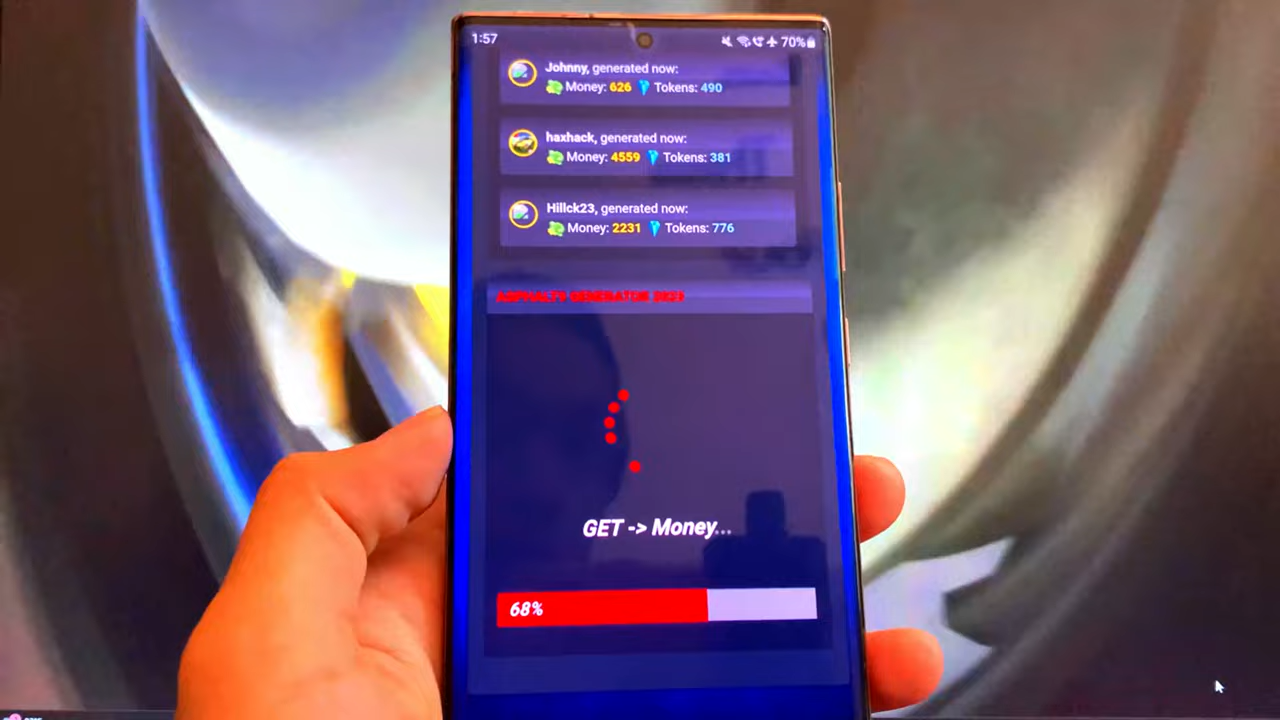 1:57 70%
Johnny, generated now:
Money: 626 Tokens: 490
haxhack, generated now:
Money: 4559 Tokens: 381
Hillck23, generated now:
Money: 2231 Tokens: 776
GENERATOR
GET -> Money...
68%